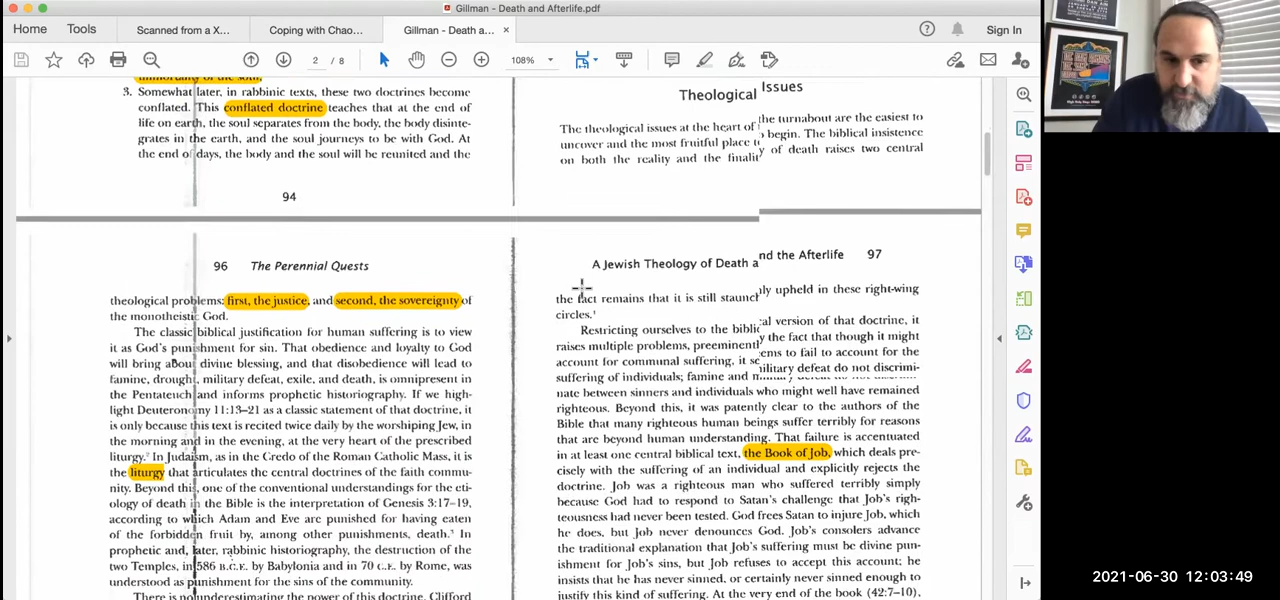 Gillman - Death and Afterlife.pdf
Home
Tools
Scanned from a X...
Coping with Chao...
Gillman - Death a...
×
Sign In
2 / 8
108%
immortality of the soul.
3. Somewhat later, in rabbinic texts, these two doctrines become
conflated. This conflated doctrine teaches that at the end of
life on earth, the soul separates from the body, the body disinte-
grates in the earth, and the soul journeys to be with God. At
the end of days, the body and the soul will be reunited and the
94
Theological Issues
The theological issues at the heart of the turnabout are the easiest to
uncover and the most fruitful place to begin. The biblical insistence
on both the reality and the finality of death raises two central
96 The Perennial Quests
theological problems: first, the justice, and second, the sovereignty of
the monotheistic God.
The classic biblical justification for human suffering is to view
it as God's punishment for sin. That obedience and loyalty to God
will bring about divine blessing, and that disobedience will lead to
famine, drought, military defeat, exile, and death, is omnipresent in
the Pentateuch and informs prophetic historiography. If we high-
light Deuteronomy 11:13–21 as a classic statement of that doctrine, it
is only because this text is recited twice daily by the worshiping Jew, in
the morning and in the evening, at the very heart of the prescribed
liturgy. In Judaism, as in the Credo of the Roman Catholic Mass, it is
the liturgy that articulates the central doctrines of the faith commu-
nity. Beyond this, one of the conventional understandings for the eti-
ology of death in the Bible is the interpretation of Genesis 3:17–19,
according to which Adam and Eve are punished for having eaten
of the forbidden fruit by, among other punishments, death. In
prophetic and, later, rabbinic historiography, the destruction of the
two Temples, in 586 B.C.E. by Babylonia and in 70 C.E. by Rome, was
understood as punishment for the sins of the community.
There is no underestimating the power of this doctrine. Clifford
A Jewish Theology of Death and the Afterlife 97
the fact remains that it is still staunchly upheld in these right-wing
circles.
Restricting ourselves to the biblical version of that doctrine, it
raises multiple problems, preeminently the fact that though it might
account for communal suffering, it seems to fail to account for the
suffering of individuals; famine and military defeat do not discrimi-
nate between sinners and individuals who might well have remained
righteous. Beyond this, it was patently clear to the authors of the
Bible that many righteous human beings suffer terribly for reasons
that are beyond human understanding. That failure is accentuated
in at least one central biblical text, the Book of Job, which deals pre-
cisely with the suffering of an individual and explicitly rejects the
doctrine. Job was a righteous man who suffered terribly simply
because God had to respond to Satan's challenge that Job's righ-
teousness had never been tested. God frees Satan to injure Job, which
he does, but Job never denounces God. Job's consolers advance
the traditional explanation that Job's suffering must be divine pun-
ishment for Job's sins, but Job refuses to accept this account; he
insists that he has never sinned, or certainly never sinned enough to
justify this kind of suffering. At the very end of the book (42:7–10),
2021-06-30 12:03:49